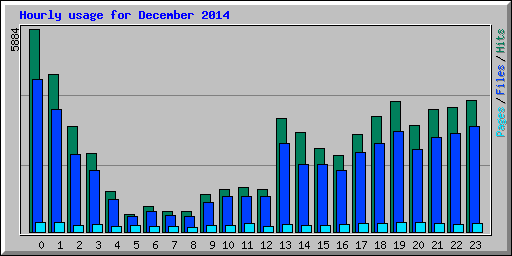 Hourly usage for December 2014
5884
Pages/Files/Hits
0 1 2 3 4 5 6 7 8 9 10 11 12 13 14 15 16 17 18 19 20 21 22 23